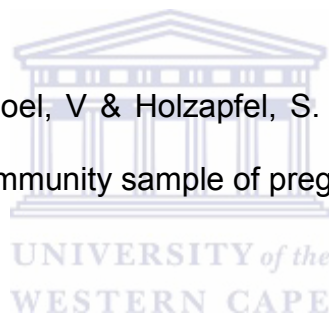 oel, V & Holzapfel, S.
mmunity sample of preg
UNIVERSITY of the
WESTERN CAPE